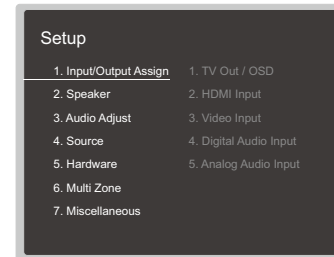 Setup
1. Input/Output Assign
2. Speaker
3. Audio Adjust
4. Source
5. Hardware
6. Multi Zone
7. Miscellaneous
1. TV Out / OSD
2. HDMI Input
3. Video Input
4. Digital Audio Input
5. Analog Audio Input